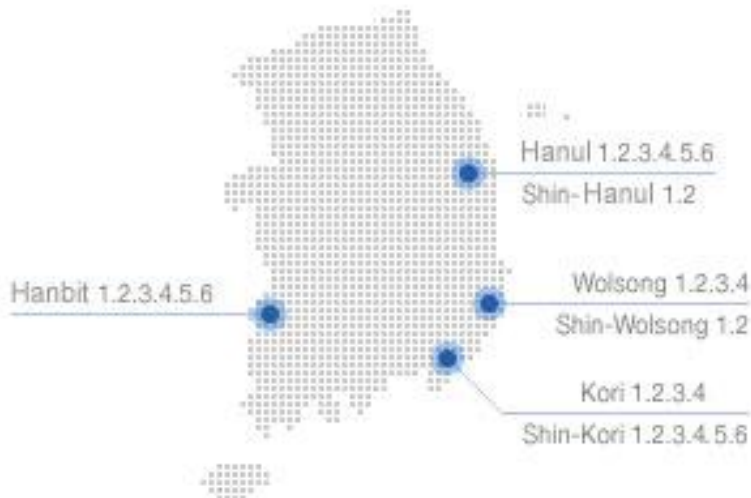 Hanul 1.2.3.4.5.6
Shin-Hanul 1.2
Hanbit 1.2.3.4.5.6
Wolsong 1.2.3.4
Shin-Wolsong 1.2
Kori 1.2.3.4
Shin-Kori 1.2.3.4.5.6